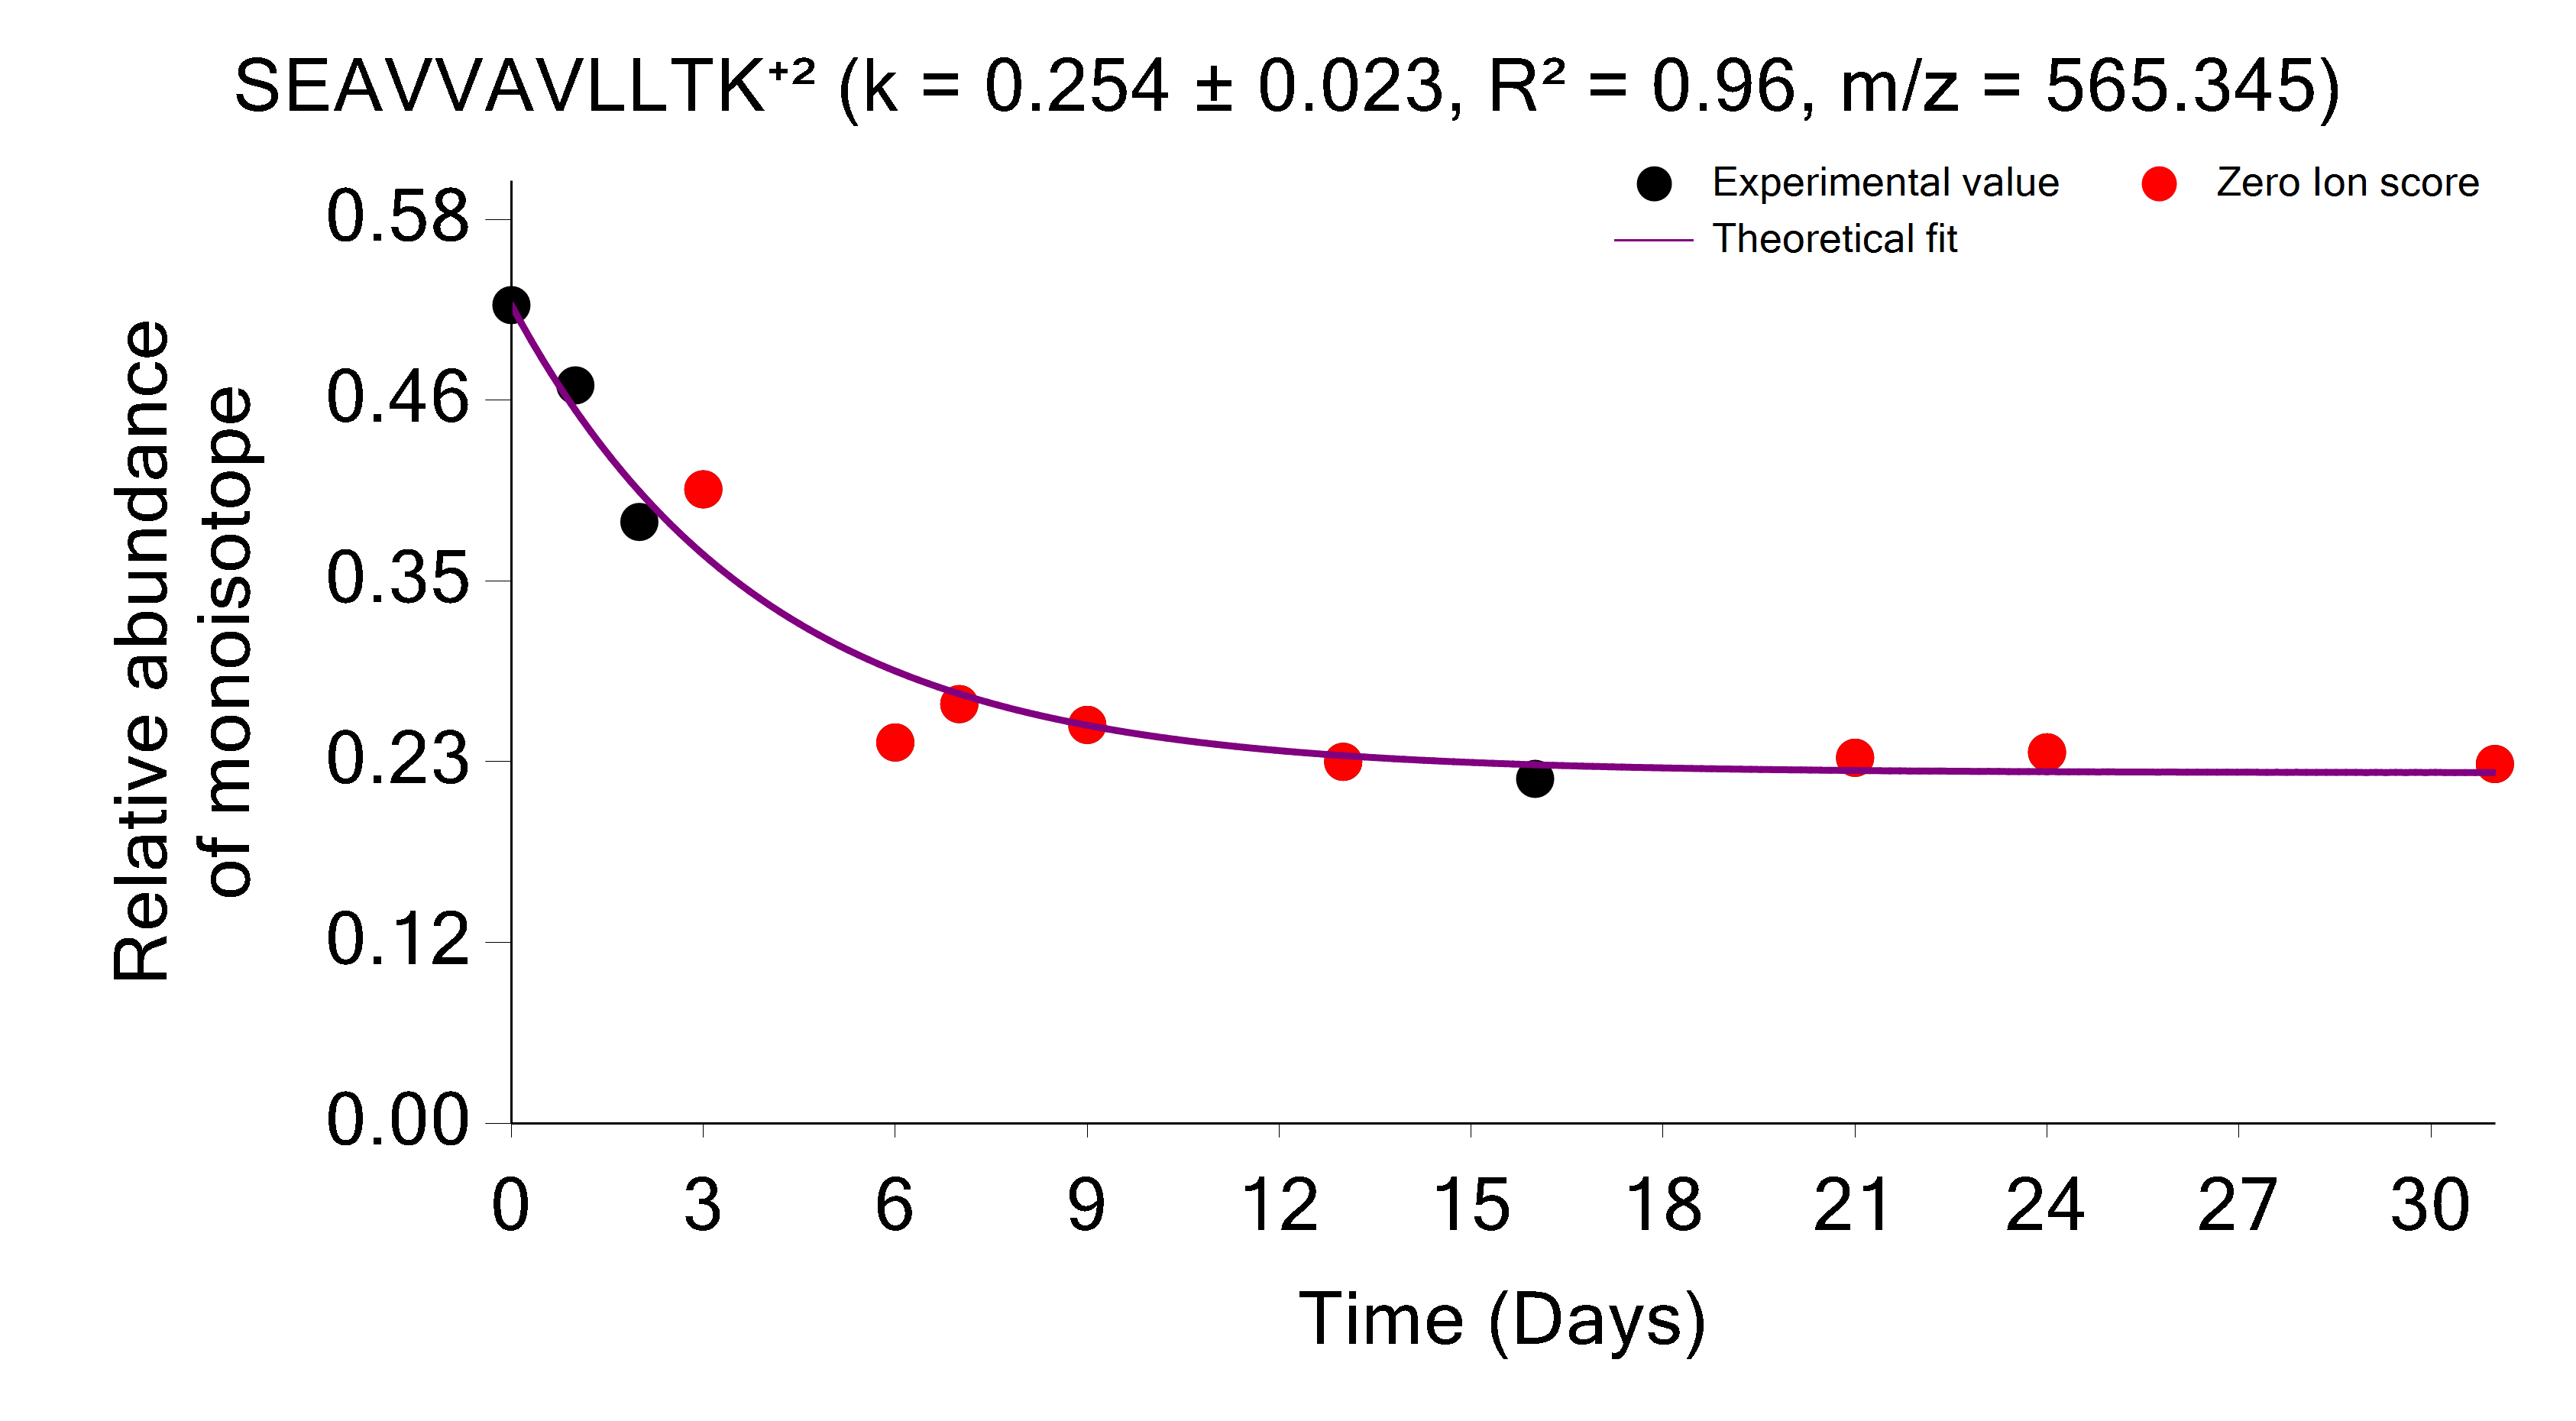 SEAVVAVLLTK⁺² (k = 0.254 ± 0.023, R² = 0.96, m/z = 565.345)
Experimental value
Zero Ion score
Theoretical fit
Relative abundance
of monoisotope
0.58
0.46
0.35
0.23
0.12
0.00
0 3 6 9 12 15 18 21 24 27 30
Time (Days)